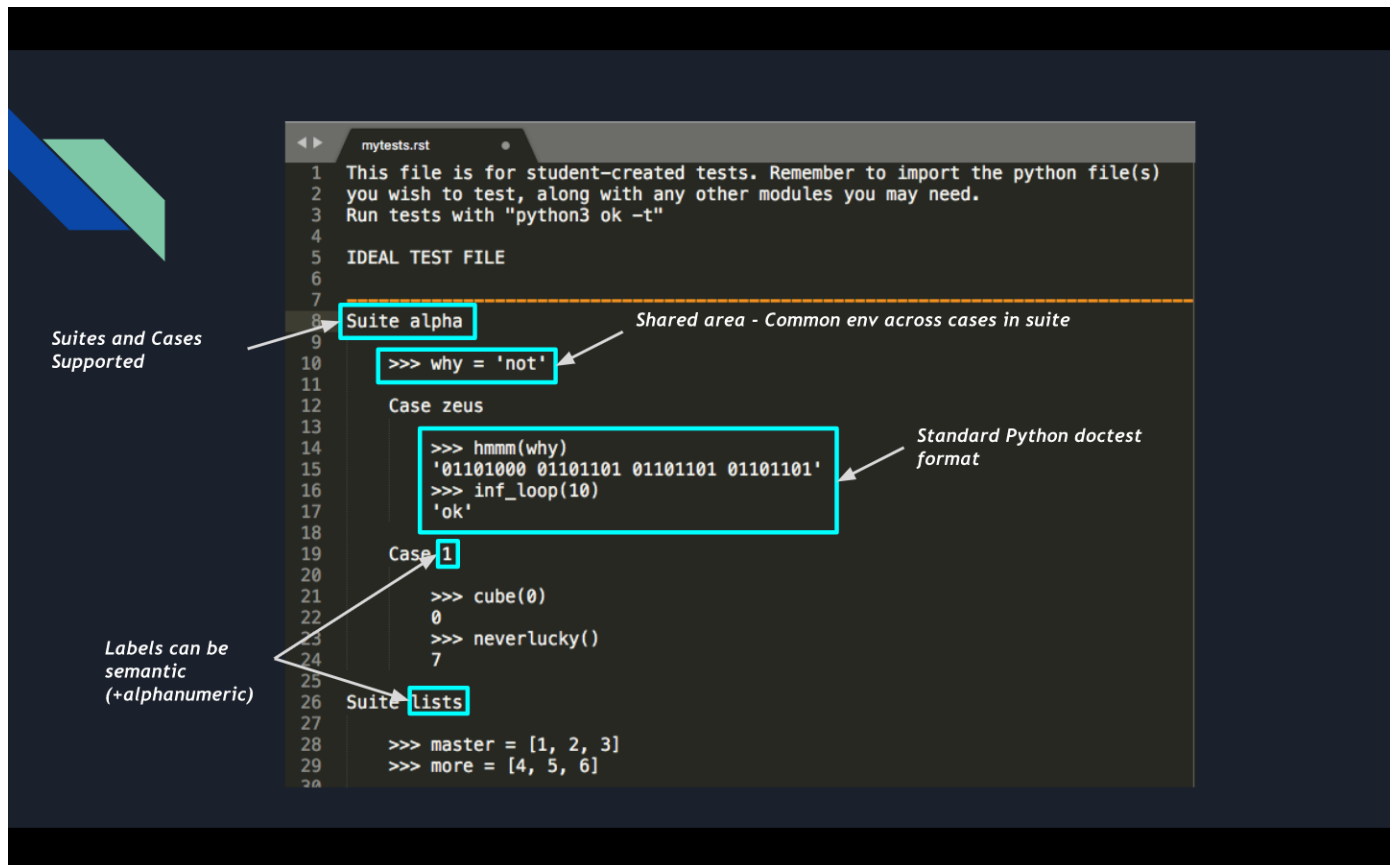 mytests.rst
1 This file is for student-created tests. Remember to import the python file(s)
2 you wish to test, along with any other modules you may need.
3 Run tests with "python3 ok -t"
4
5 IDEAL TEST FILE
6
7
8 Suite alpha
9
10 >>> why = 'not'
11
12 Case zeus
13
14 >>> hmmm(why)
15 '01101000 01101101 01101101 01101101'
16 >>> inf_loop(10)
17 'ok'
18
19 Case 1
20
21 >>> cube(0)
22 0
23 >>> neverlucky()
24 7
25
26 Suite lists
27
28 >>> master = [1, 2, 3]
29 >>> more = [4, 5, 6]
30
Suites and Cases
Supported
Shared area - Common env across cases in suite
Standard Python doctest
format
Labels can be
semantic
(+alphanumeric)